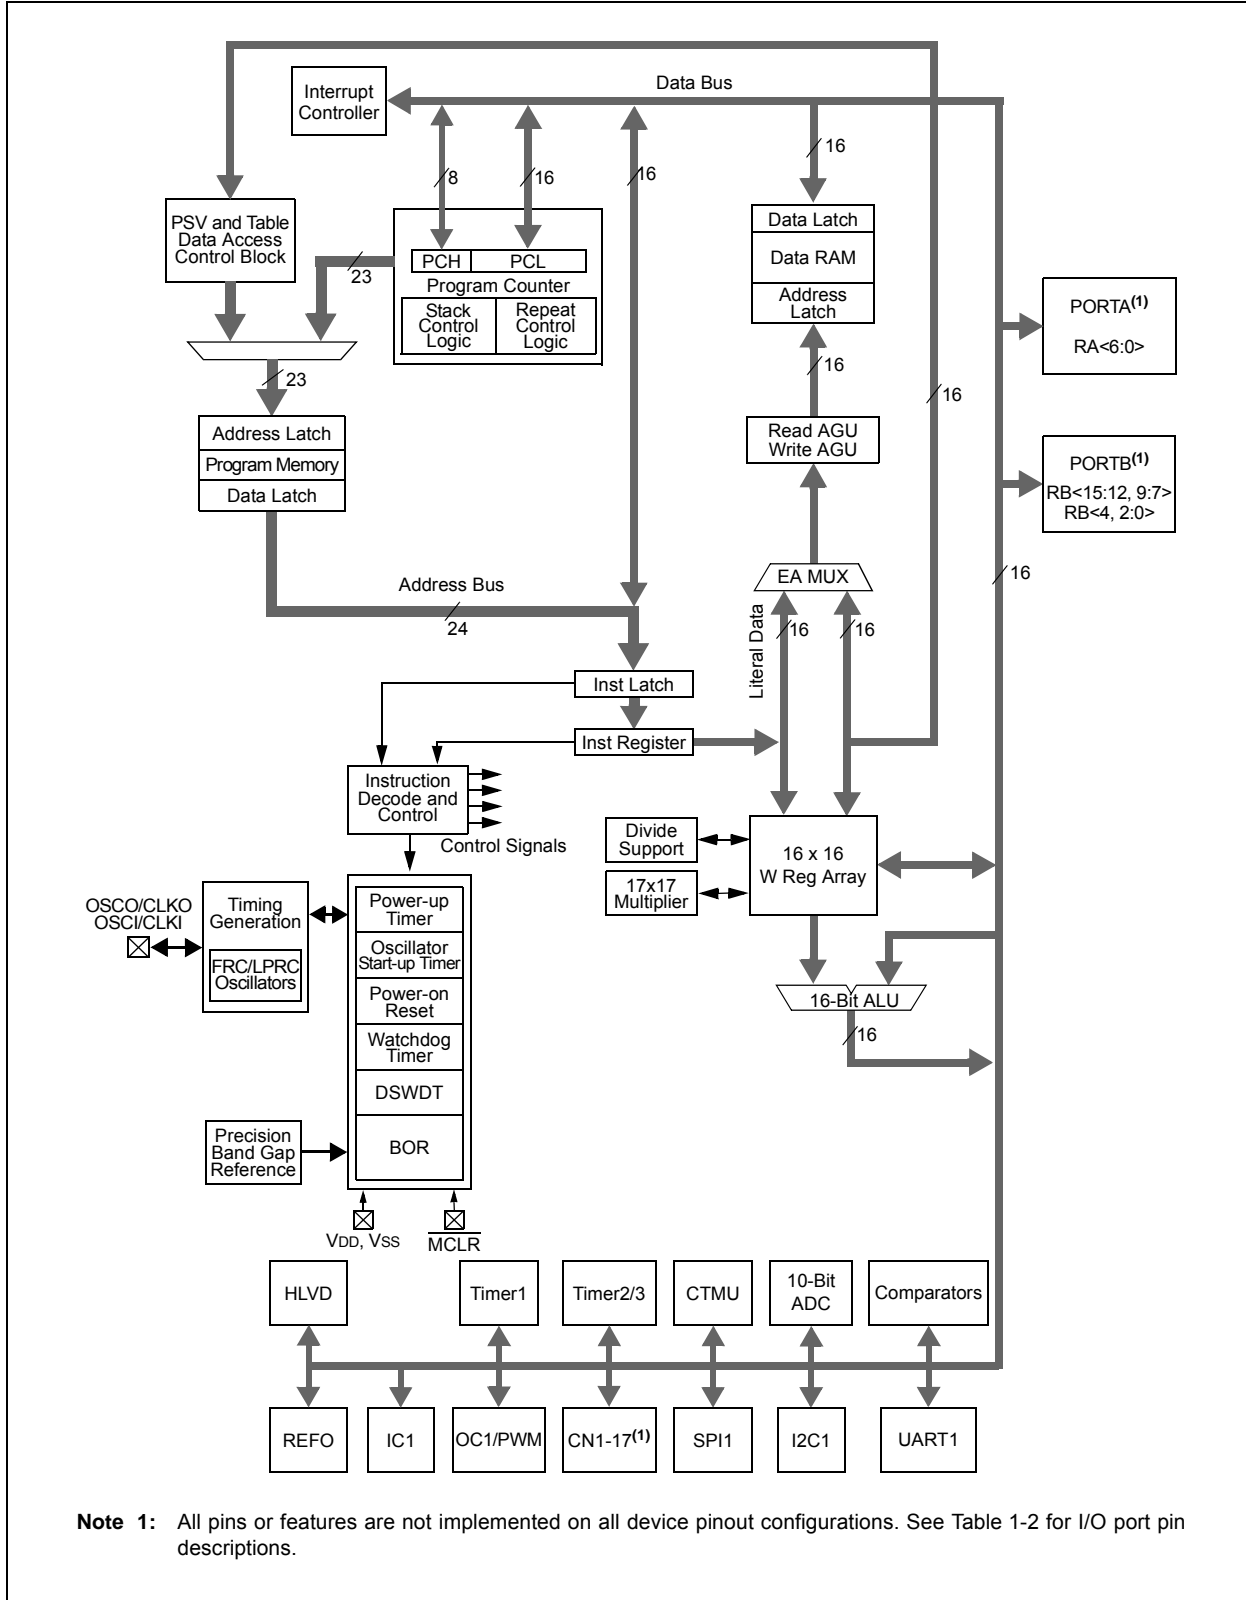 Data Bus
Interrupt
Controller
16
8
16
16
PSV and Table
Data Access
Control Block
Data Latch
Data RAM
Address
Latch
PCH
PCL
23
Program Counter
Stack
Control
Logic
Repeat
Control
Logic
PORTA(1)
RA<6:0>
23
16
16
Address Latch
Program Memory
Data Latch
Read AGU
Write AGU
PORTB(1)
RB<15:12, 9:7>
RB<4, 2:0>
EA MUX
16
Address Bus
24
Literal Data
16
16
Inst Latch
Inst Register
Instruction
Decode and
Control
Control Signals
Divide
Support
17x17
Multiplier
16 x 16
W Reg Array
OSCO/CLKO
OSCI/CLKI
Timing
Generation
FRC/LPRC
Oscillators
Power-up
Timer
Oscillator
Start-up Timer
Power-on
Reset
Watchdog
Timer
DSWDT
BOR
16-Bit ALU
16
Precision
Band Gap
Reference
VDD, VSS
MCLR
HLVD
Timer1
Timer2/3
CTMU
10-Bit
ADC
Comparators
REFO
IC1
OC1/PWM
CN1-17(1)
SPI1
I2C1
UART1
Note 1: All pins or features are not implemented on all device pinout configurations. See Table 1-2 for I/O port pin
descriptions.